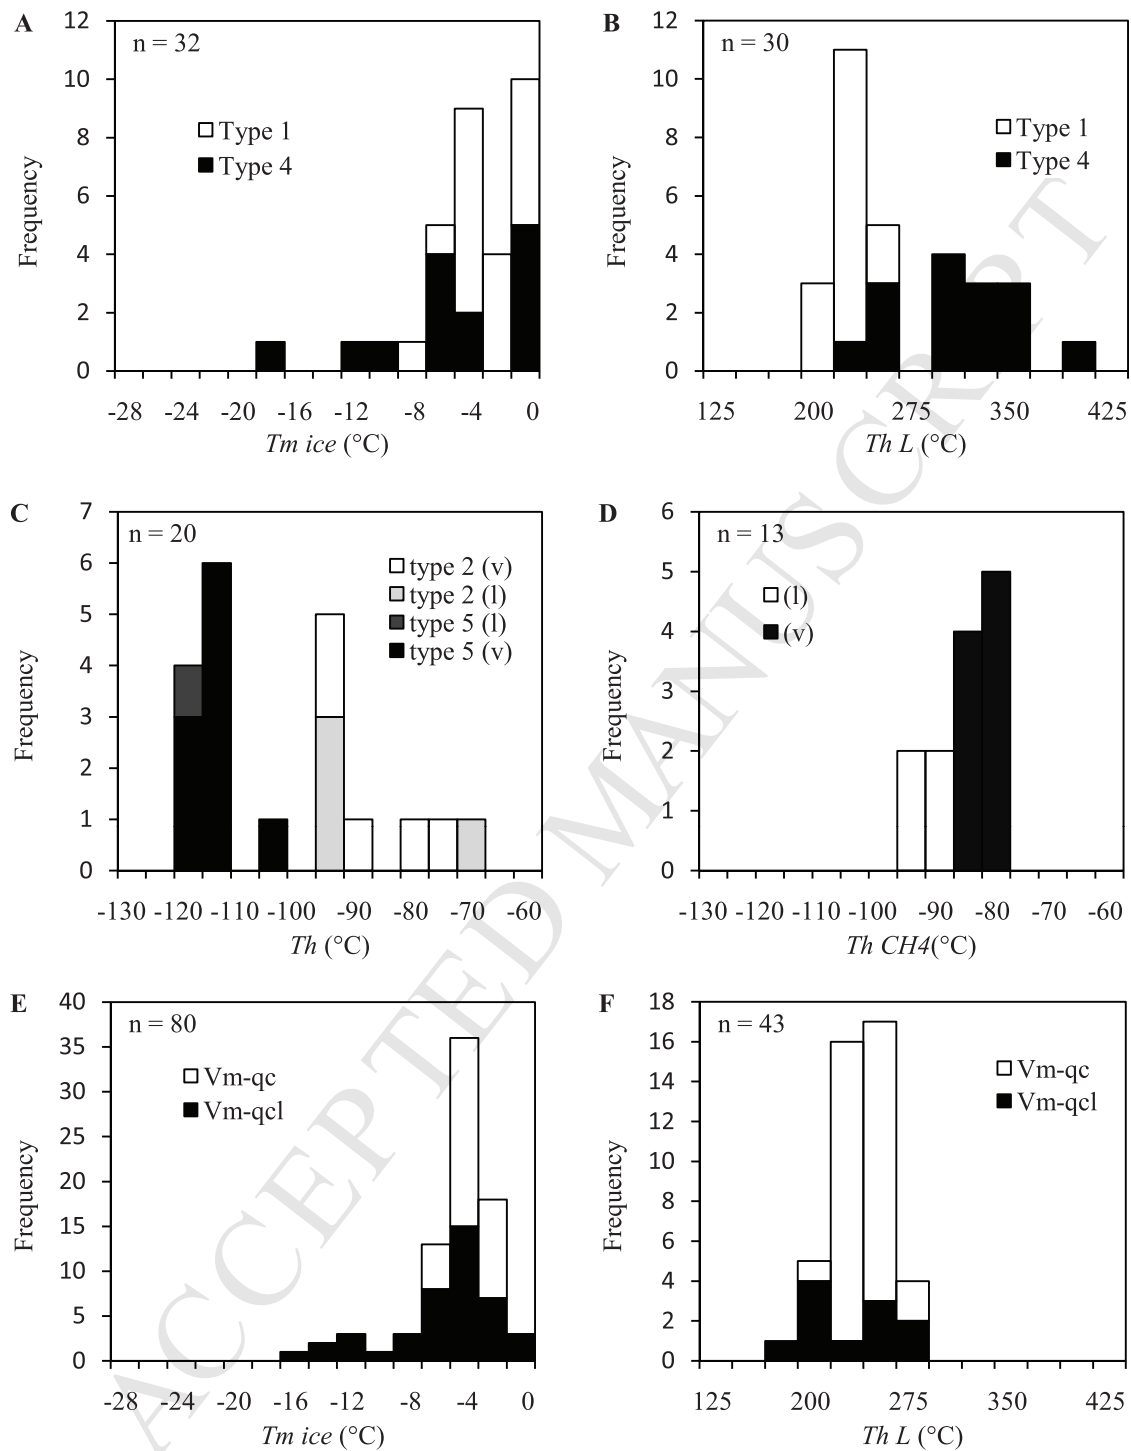 A
n = 32
Type 1
Type 4
Frequency
12
10
8
6
4
2
0
-28 -24 -20 -16 -12 -8 -4 0
Tm ice (°C)
B
n = 30
Type 1
Type 4
Frequency
12
10
8
6
4
2
0
125 200 275 350 425
Th L (°C)
C
n = 20
type 2 (v)
type 2 (l)
type 5 (l)
type 5 (v)
Frequency
7
6
5
4
3
2
1
0
-130 -120 -110 -100 -90 -80 -70 -60
Th (°C)
D
n = 13
(l)
(v)
Frequency
6
5
4
3
2
1
0
-130 -120 -110 -100 -90 -80 -70 -60
Th CH4(°C)
E
n = 80
Vm-qc
Vm-qcl
Frequency
40
35
30
25
20
15
10
5
0
-28 -24 -20 -16 -12 -8 -4 0
Tm ice (°C)
F
n = 43
Vm-qc
Vm-qcl
Frequency
18
16
14
12
10
8
6
4
2
0
125 200 275 350 425
Th L (°C)
ACCEPTED MANUSCRIPT